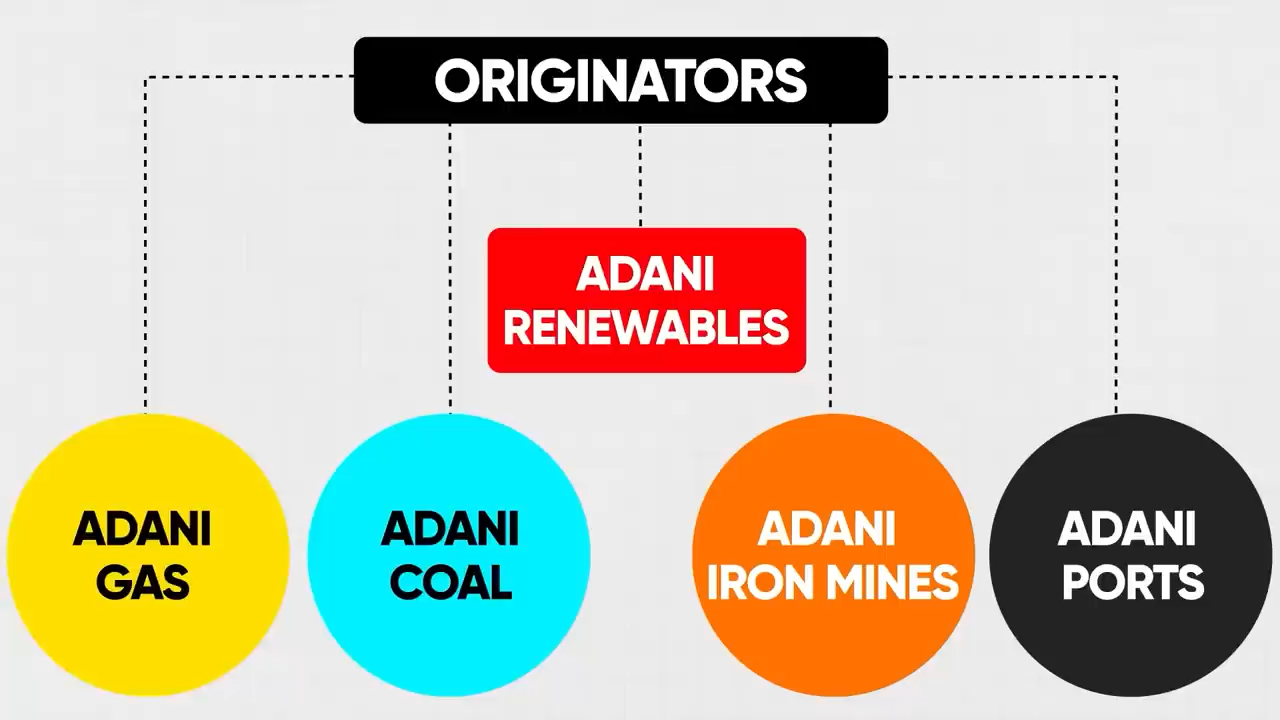 ORIGINATORS
ADANI
RENEWABLES
ADANI
GAS
ADANI
COAL
ADANI
IRON MINES
ADANI
PORTS